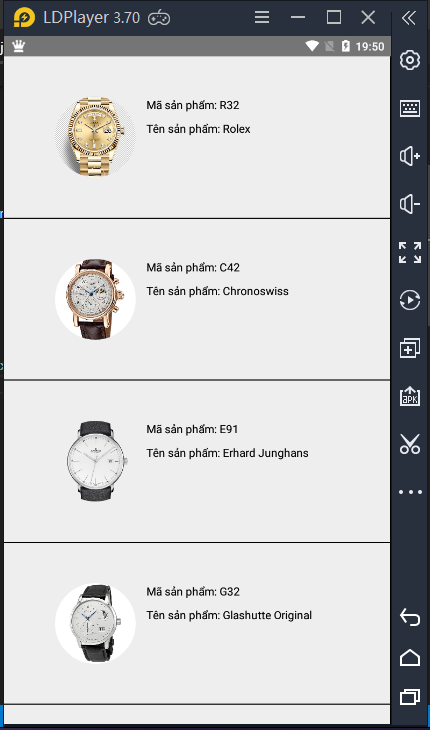 LDPlayer 3.70
19:50
Mã sản phẩm: R32
Tên sản phẩm: Rolex
Mã sản phẩm: C42
Tên sản phẩm: Chronoswiss
Mã sản phẩm: E91
Tên sản phẩm: Erhard Junghans
Mã sản phẩm: G32
Tên sản phẩm: Glashutte Original
APK